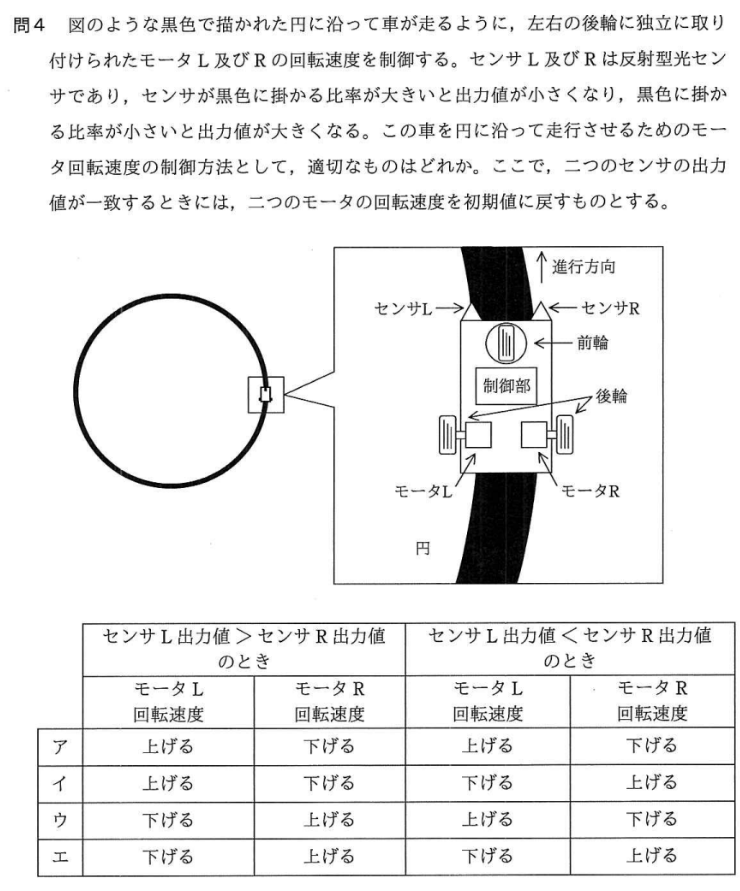 問4 図のような黒色で描かれた円に沿って車が走るように，左右の後輪に独立に取り
付けられたモータL及びRの回転速度を制御する。センサL及びRは反射型光セン
サであり，センサが黒色に掛かる比率が大きいと出力値が小さくなり，黒色に掛か
る比率が小さいと出力値が大きくなる。この車を円に沿って走行させるためのモー
タ回転速度の制御方法として，適切なものはどれか。ここで，二つのセンサの出力
値が一致するときには，二つのモータの回転速度を初期値に戻すものとする。
進行方向
センサL
センサR
前輪
制御部
後輪
モータL
モータR
円
センサL出力値＞センサR出力値 センサL出力値＜センサR出力値
のとき のとき
モータL モータR モータL モータR
回転速度 回転速度 回転速度 回転速度
ア 上げる 下げる 上げる 下げる
イ 上げる 下げる 下げる 上げる
ウ 下げる 上げる 上げる 下げる
エ 下げる 上げる 下げる 上げる